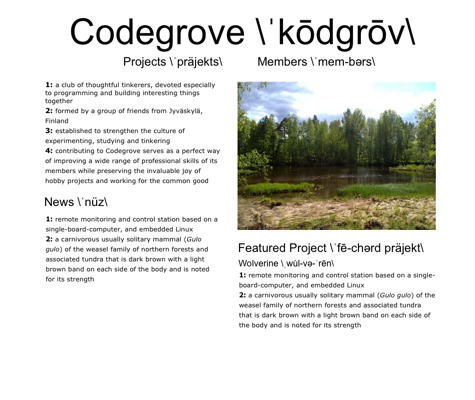 Codegrove \ˈkōdgrōv\
Projects \ˈpräjekts\
Members \ˈmem-bərs\
1: a club of thoughtful tinkerers, devoted especially
to programming and building interesting things
together
2: formed by a group of friends from Jyväskylä,
Finland
3: established to strengthen the culture of
experimenting, studying and tinkering
4: contributing to Codegrove serves as a perfect way
of improving a wide range of professional skills of its
members while preserving the invaluable joy of
hobby projects and working for the common good
News \ˈnüz\
1: remote monitoring and control station based on a
single-board-computer, and embedded Linux
2: a carnivorous usually solitary mammal (Gulo
gulo) of the weasel family of northern forests and
associated tundra that is dark brown with a light
brown band on each side of the body and is noted
for its strength
Featured Project \ˈfē-chərd präjekt\
Wolverine \ˌwu̇l-və-ˈrēn\
1: remote monitoring and control station based on a single-
board-computer, and embedded Linux
2: a carnivorous usually solitary mammal (Gulo gulo) of the
weasel family of northern forests and associated tundra
that is dark brown with a light brown band on each side of
the body and is noted for its strength